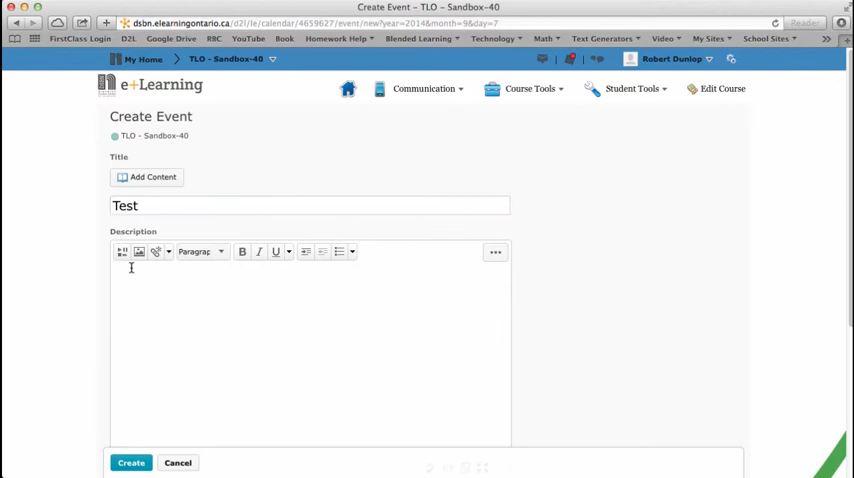 Create Event - TLO - Sandbox-40
dsbn.elearningontario.ca/d2l/le/calendar/4659627/event/new?year=2014&month=9&day=7
Reader
FirstClass Login D2L Google Drive RBC YouTube Book Homework Help Blended Learning Technology Math Text Generators Video My Sites School Sites
My Home TLO - Sandbox-40 Robert Dunlop
e+Learning Communication Course Tools Student Tools Edit Course
Create Event
TLO - Sandbox-40
Title
Add Content
Test
Description
Paragrap B I U
Create Cancel